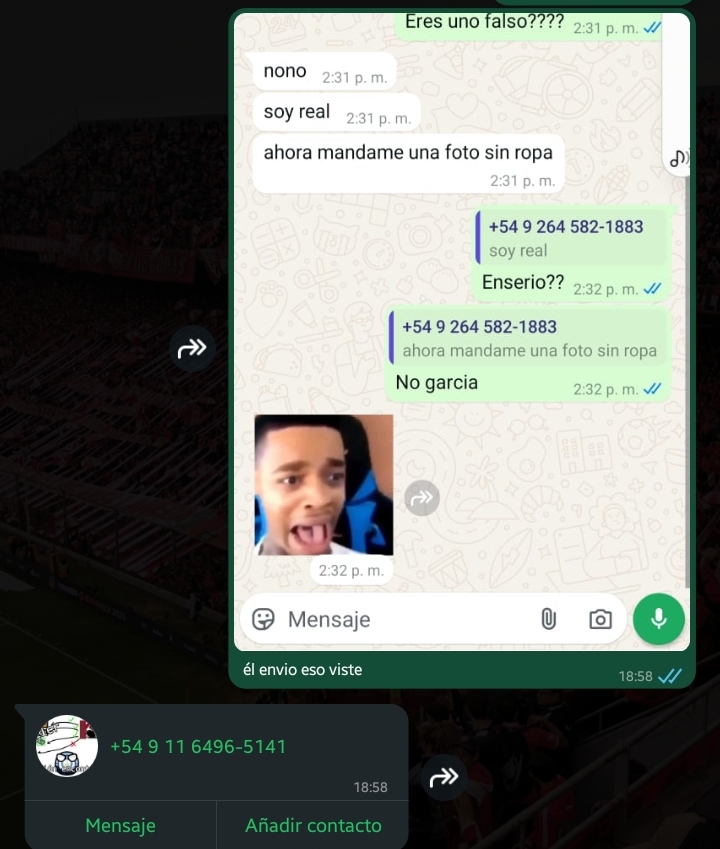 Eres uno falso???? 2:31 p. m.
nono 2:31 p. m.
soy real 2:31 p. m.
ahora mandame una foto sin ropa
2:31 p. m.
+54 9 264 582-1883
soy real
Enserio?? 2:32 p. m.
+54 9 264 582-1883
ahora mandame una foto sin ropa
No garcia 2:32 p. m.
2:32 p. m.
Mensaje
él envio eso viste
18:58
+54 9 11 6496-5141
18:58
Mensaje Añadir contacto